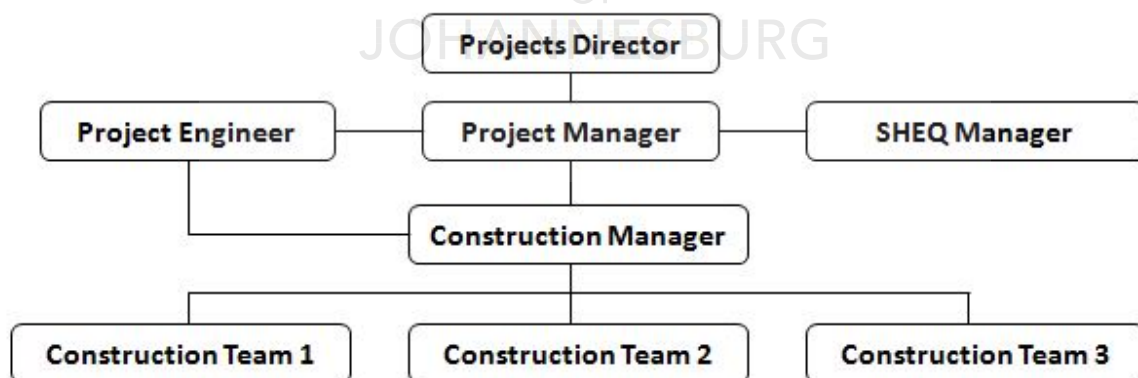 JOHANNESBURG
Projects Director
Project Engineer
Project Manager
SHEQ Manager
Construction Manager
Construction Team 1
Construction Team 2
Construction Team 3